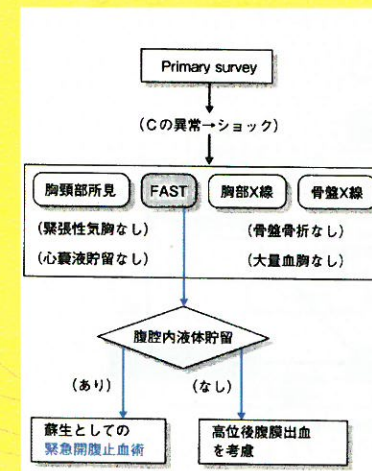 Primary survey
（Cの異常→ショック）
胸頸部所見 FAST 胸部X線 骨盤X線
（緊張性気胸なし） （骨盤骨折なし）
（心嚢液貯留なし） （大量血胸なし）
腹腔内液体貯留
（あり） （なし）
蘇生としての
緊急開腹止血術
高位後腹膜出血
を考慮